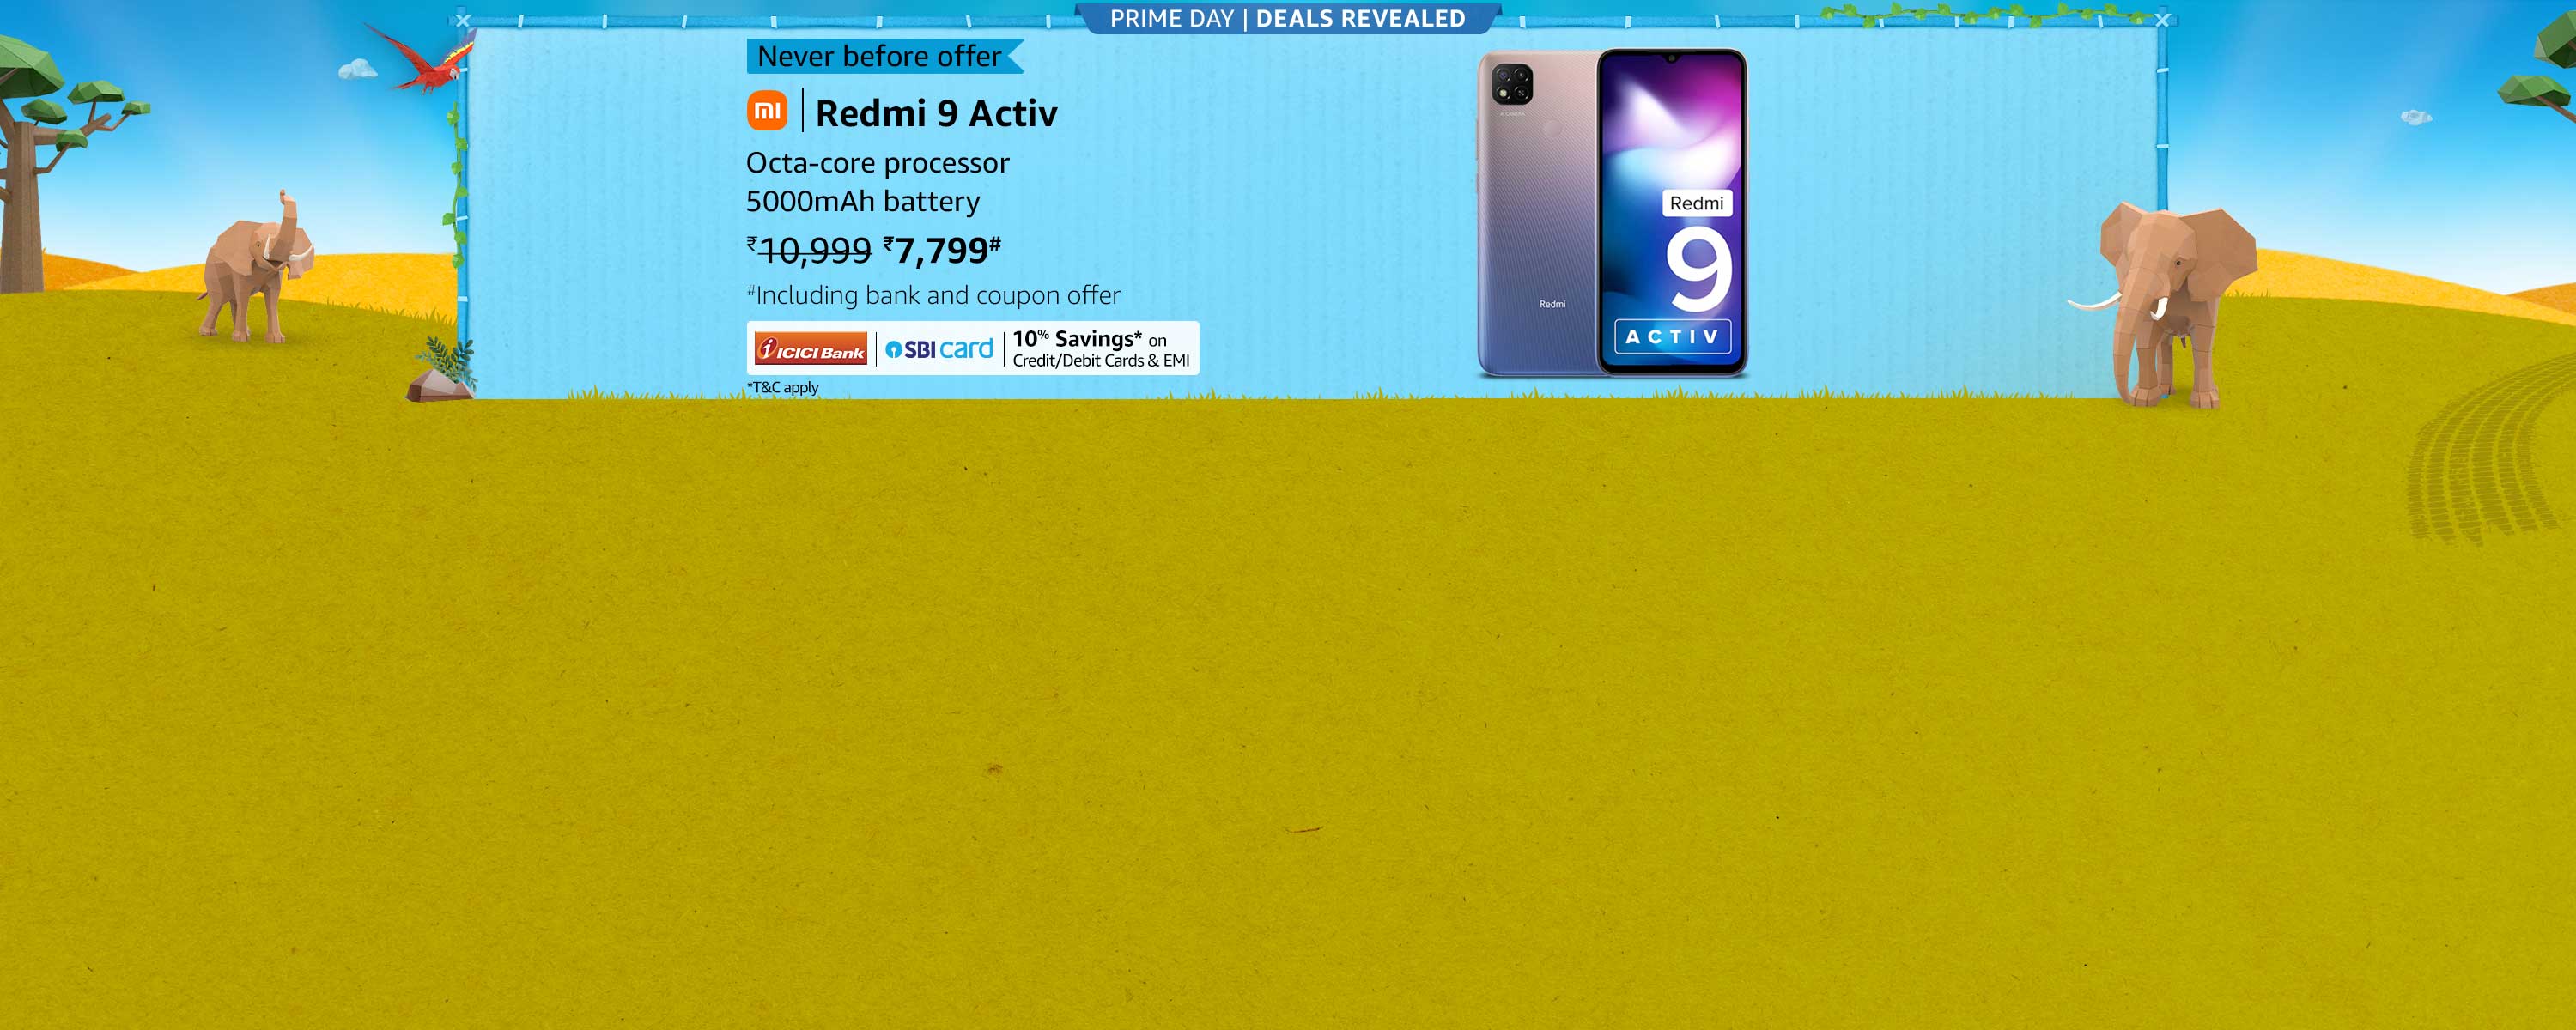 PRIME DAY | DEALS REVEALED
Never before offer
mi | Redmi 9 Activ
Octa-core processor
5000mAh battery
₹10,999 ₹7,799#
#Including bank and coupon offer
i ICICI Bank | SBI card | 10% Savings* on
Credit/Debit Cards & EMI
*T&C apply
Redmi
Redmi
9
ACTIV